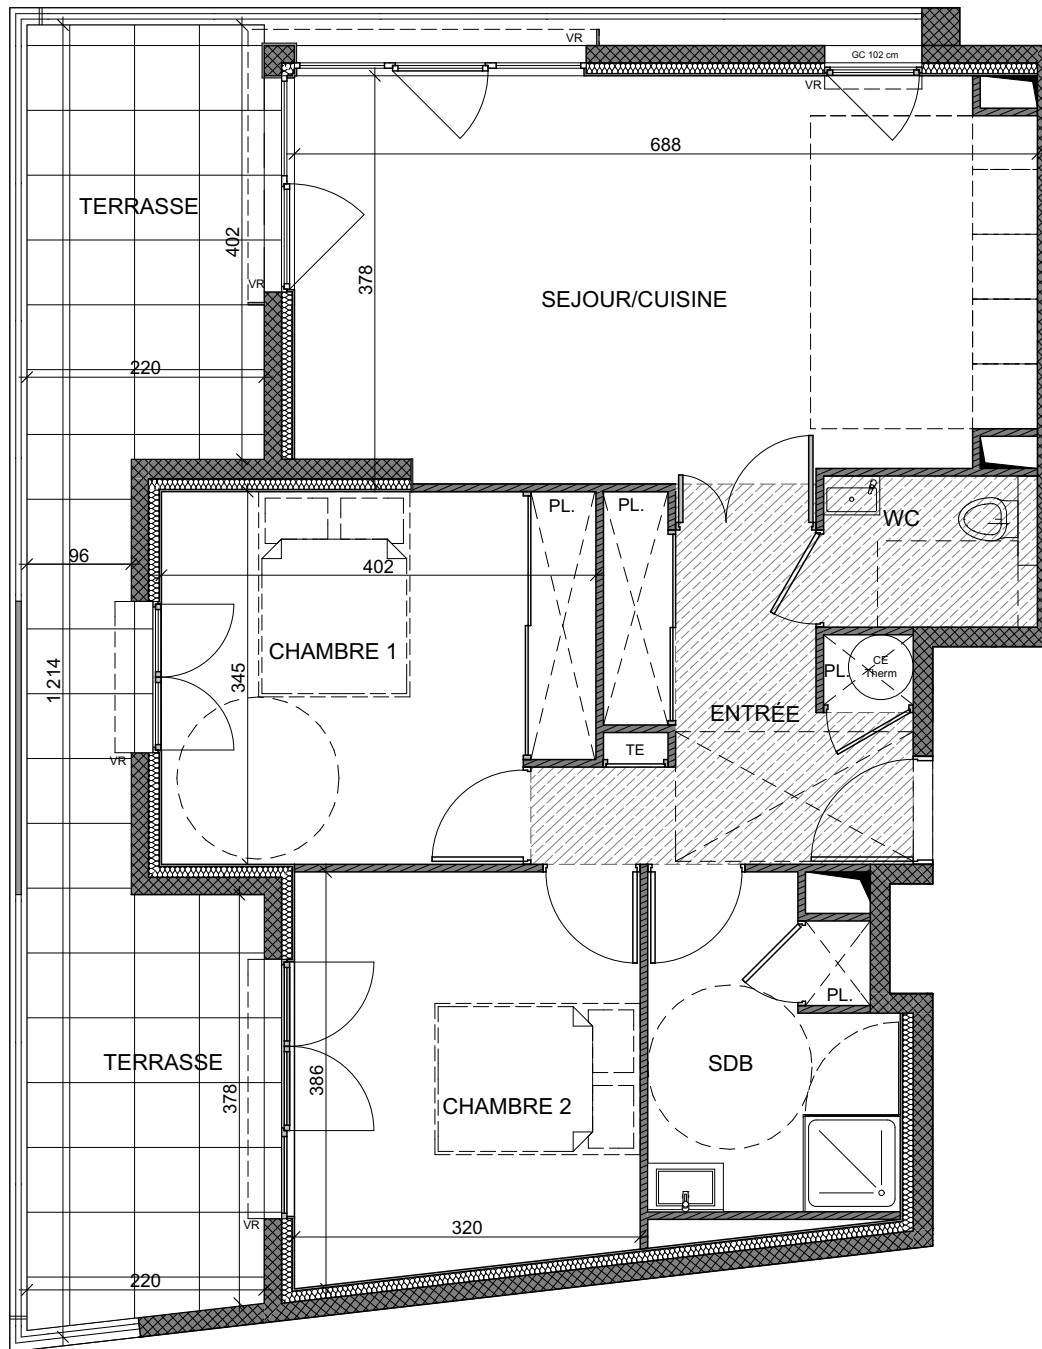 VR
GC 102 cm
VR
688
TERRASSE
402
378
VR
SEJOUR/CUISINE
220
PL.
PL.
WC
96
402
CHAMBRE 1
1 214
345
PL.
CE
Therm
ENTRÉE
TE
VR
PL.
TERRASSE
378
386
CHAMBRE 2
SDB
VR
320
220